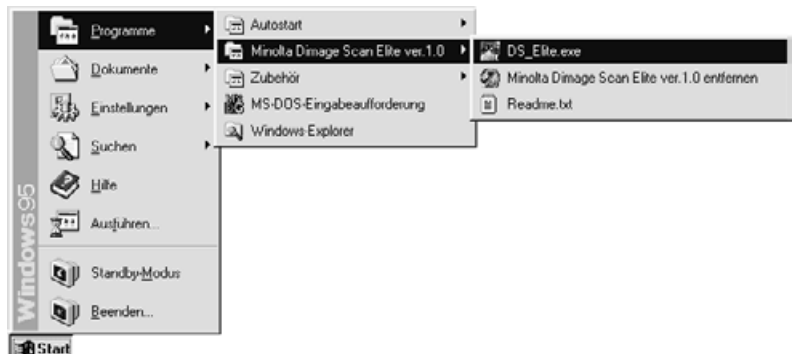 Programme
Dokumente
Einstellungen
Suchen
Hilfe
Ausführen...
Standby-Modus
Beenden...
Windows95
Start
Autostart
Minolta Dimage Scan Elite ver.1.0
Zubehör
MS-DOS-Eingabeaufforderung
Windows-Explorer
DS_Elite.exe
Minolta Dimage Scan Elite ver.1.0 entfernen
Readme.txt